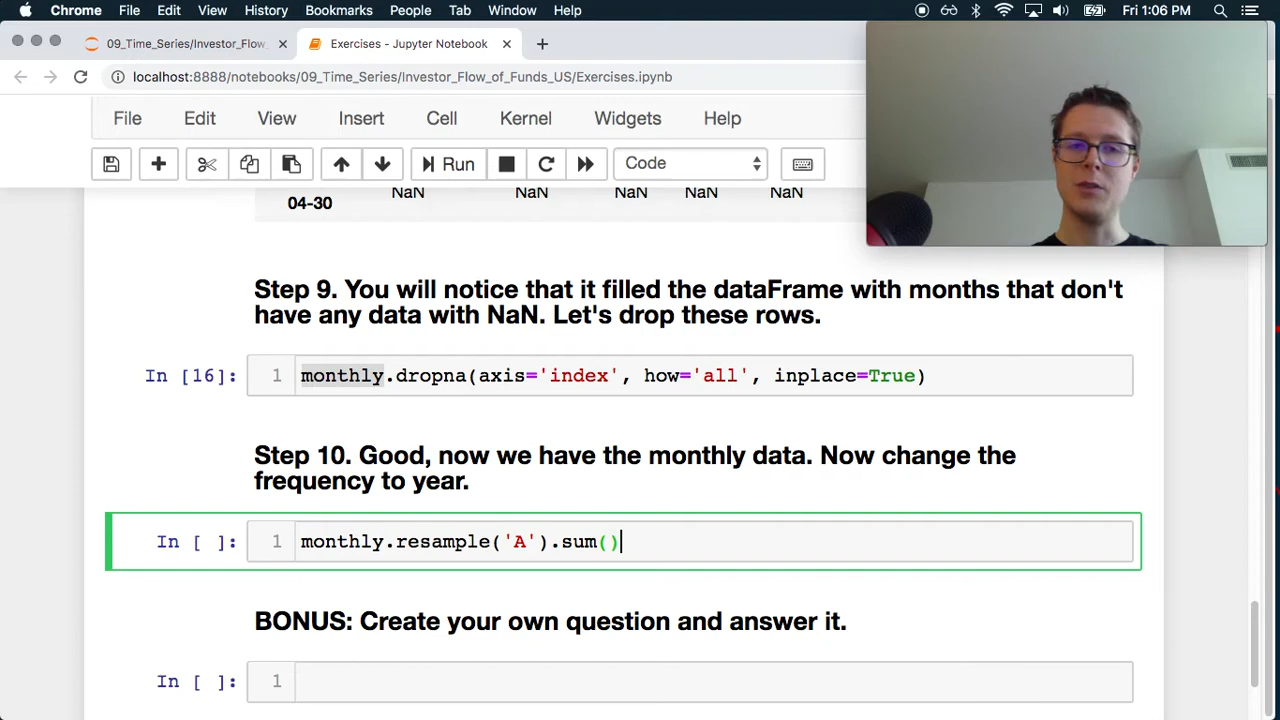 Chrome File Edit View History Bookmarks People Tab Window Help Fri 1:06 PM
09_Time_Series/Investor_Flow_ Exercises - Jupyter Notebook
localhost:8888/notebooks/09_Time_Series/Investor_Flow_of_Funds_US/Exercises.ipynb
File Edit View Insert Cell Kernel Widgets Help
Run Code
NaN NaN NaN NaN NaN
04-30
Step 9. You will notice that it filled the dataFrame with months that don't
have any data with NaN. Let's drop these rows.
In [16]: 1 monthly.dropna(axis='index', how='all', inplace=True)
Step 10. Good, now we have the monthly data. Now change the
frequency to year.
In [ ]: 1 monthly.resample('A').sum()
BONUS: Create your own question and answer it.
In [ ]: 1